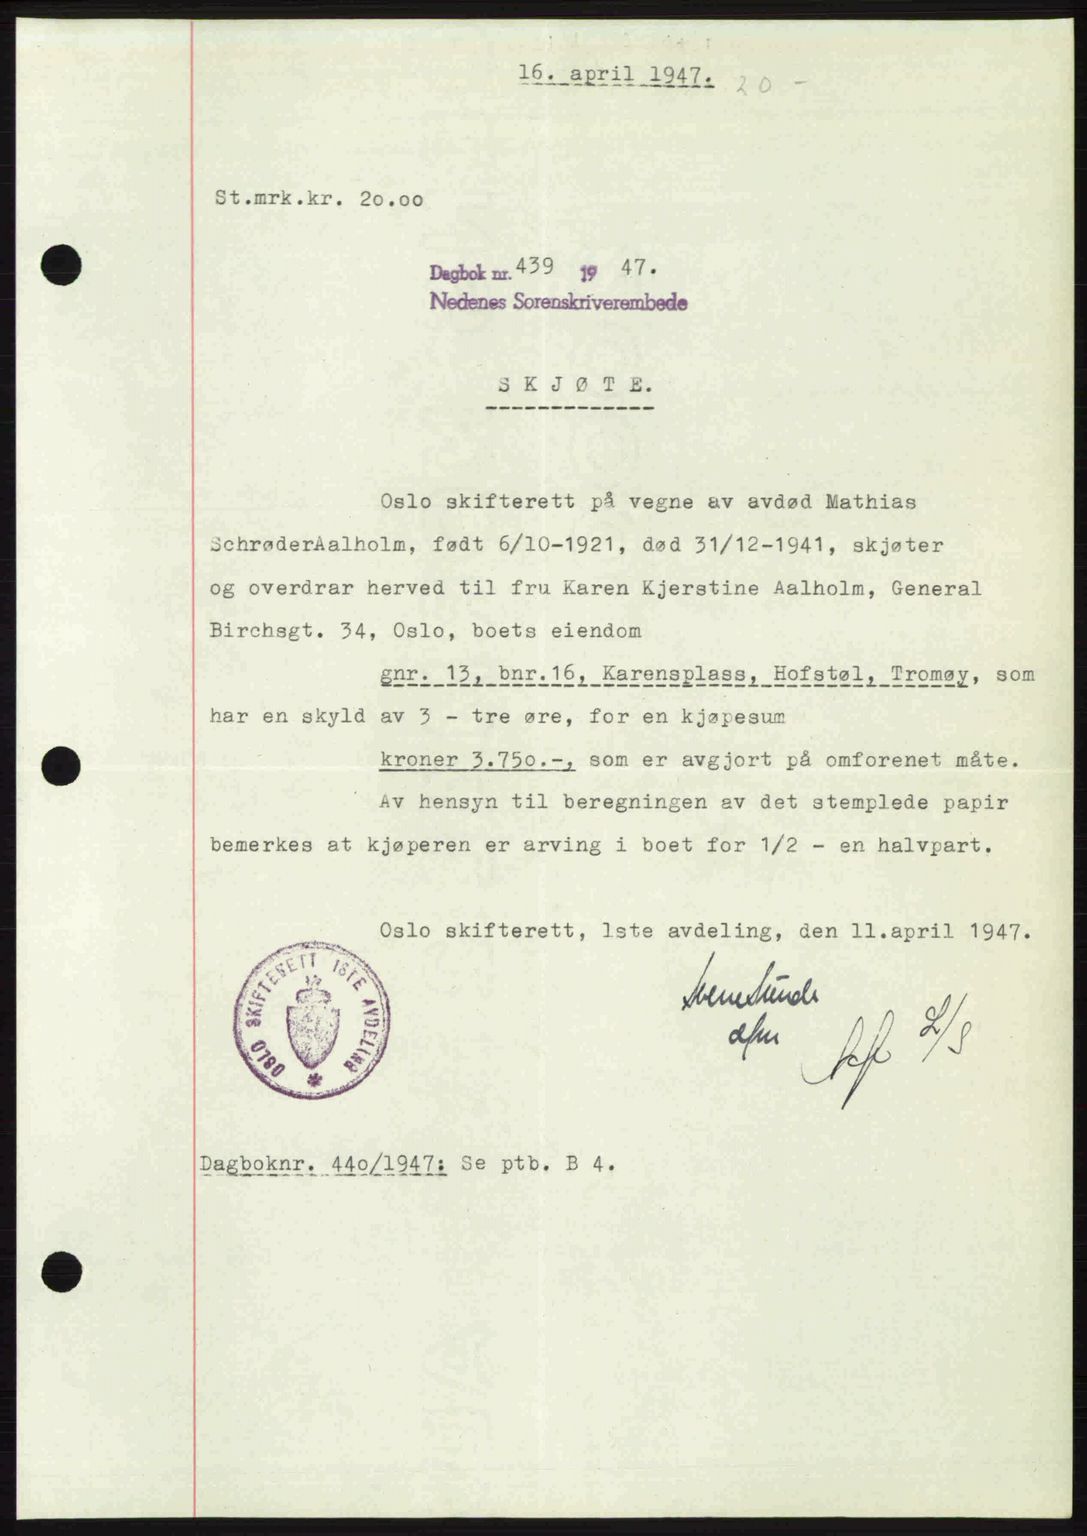 16. april 1947. 20 -
St.mrk.kr. 20.00
Dagbok nr. 439 19 47.
Nedenes Sorenskriverembede
S K J Ø T E.
Oslo skifterett på vegne av avdød Mathias
SchrøderAalholm, født 6/10-1921, død 31/12-1941, skjøter
og overdrar herved til fru Karen Kjerstine Aalholm, General
Birchsgt. 34, Oslo, boets eiendom
gnr. 13, bnr.16, Karensplass, Hofstøl, Tromøy, som
har en skyld av 3 - tre øre, for en kjøpesum
kroner 3.750.-, som er avgjort på omforenet måte.
Av hensyn til beregningen av det stemplede papir
bemerkes at kjøperen er arving i boet for 1/2 - en halvpart.
Oslo skifterett, 1ste avdeling, den 11.april 1947.
OSLO SKIFTERETT 1STE AVDELING
L/S
Dagboknr. 440/1947: Se ptb. B 4.